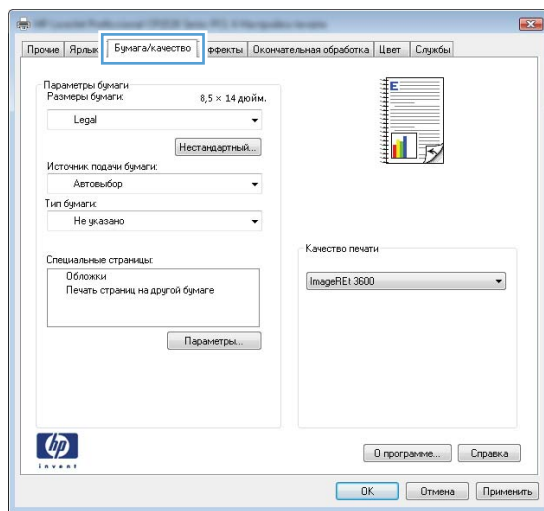 Прочие Ярлык Бумага/качество ффекты Окончательная обработка Цвет Службы
Параметры бумаги
Размеры бумаги: 8,5 × 14 дюйм.
Legal
Нестандартный...
Источник подачи бумаги:
Автовыбор
Тип бумаги:
Не указано
Специальные страницы:
Обложки
Печать страниц на другой бумаге
Параметры...
E
Качество печати
ImageREt 3600
hp
invent
О программе... Справка
OK Отмена Применить